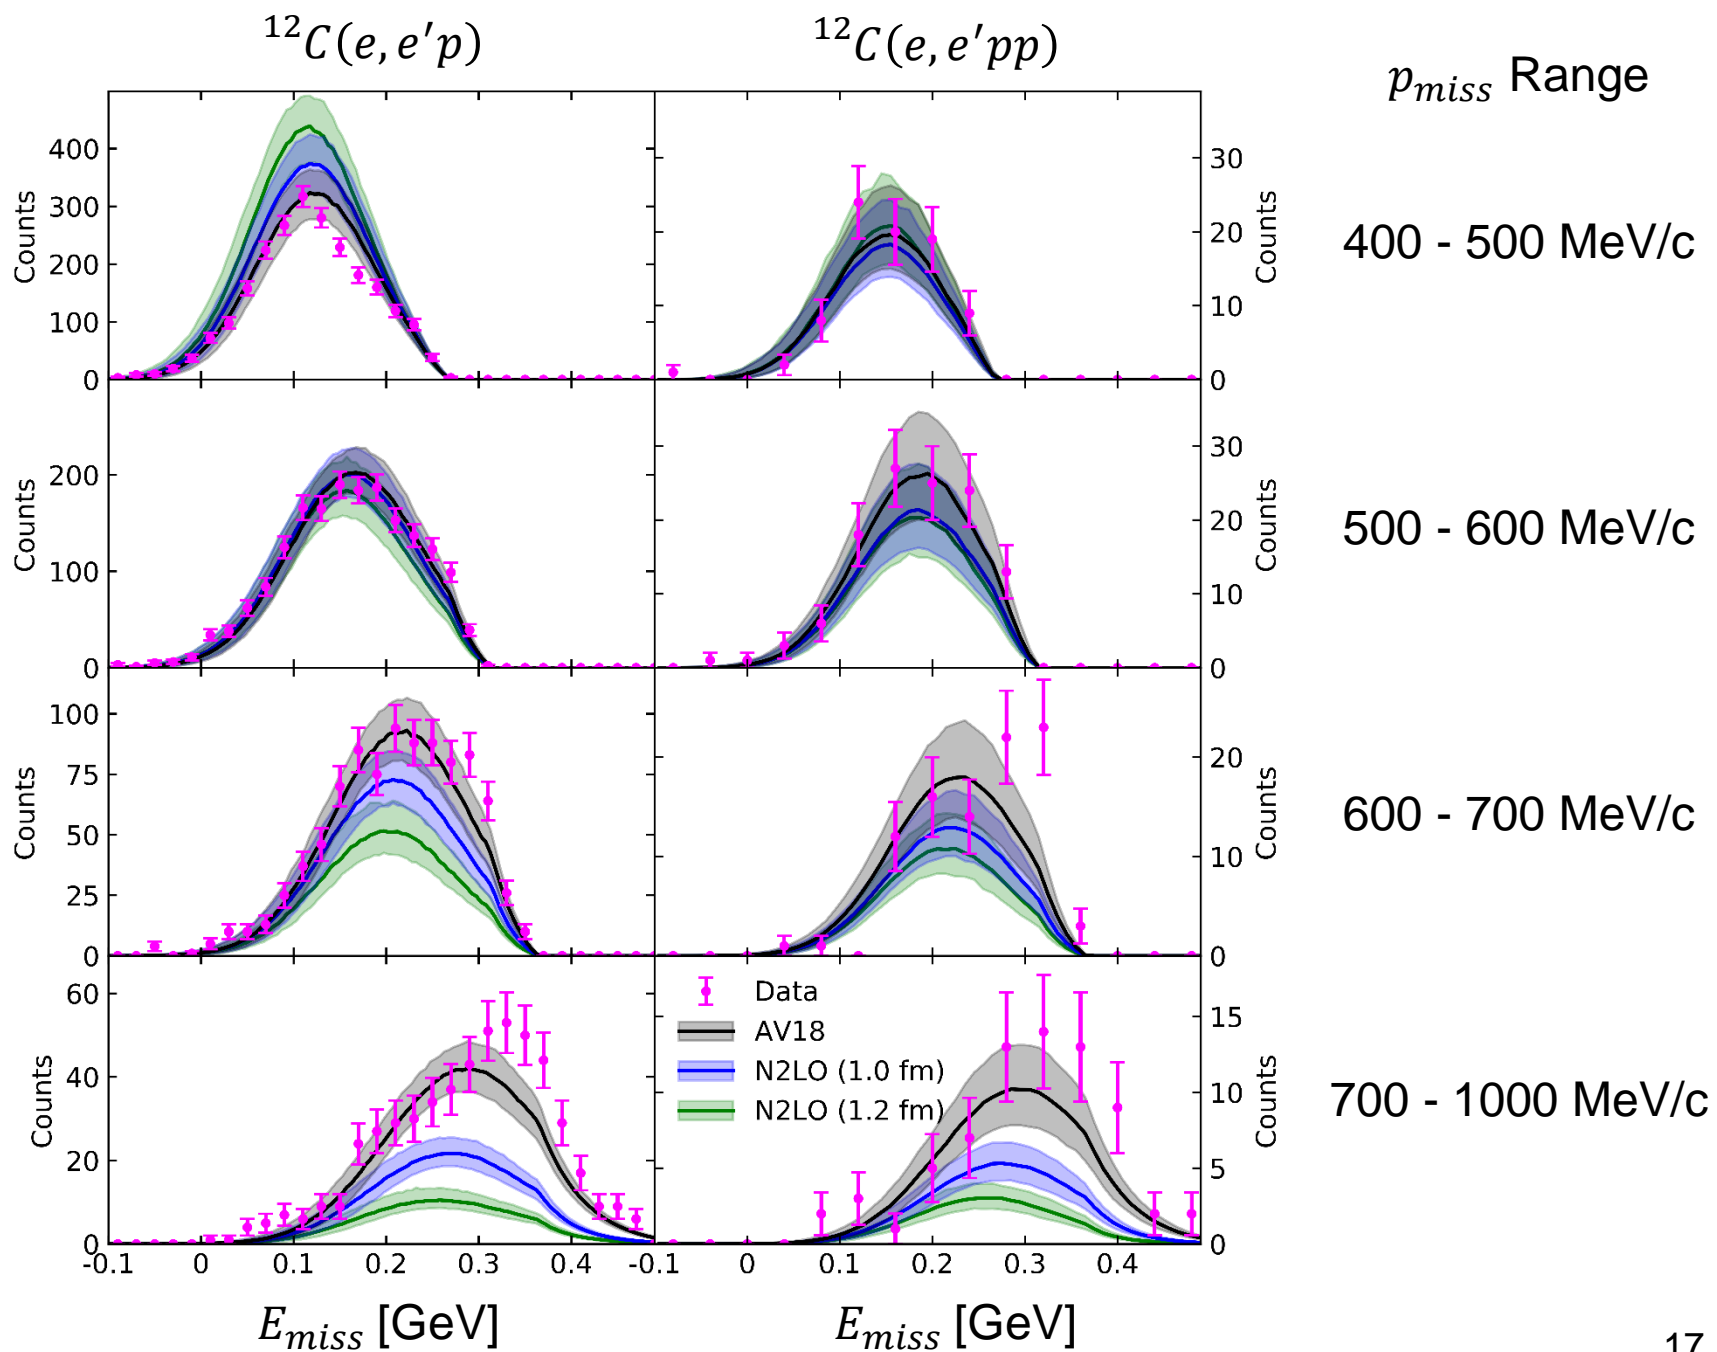 ¹²C(e, e′p)
¹²C(e, e′pp)
p_miss Range
400
300
200
100
0
Counts
30
20
10
0
Counts
400 - 500 MeV/c
200
100
0
Counts
30
20
10
0
Counts
500 - 600 MeV/c
100
75
50
25
0
Counts
20
10
0
Counts
600 - 700 MeV/c
60
40
20
0
Counts
Data
AV18
N2LO (1.0 fm)
N2LO (1.2 fm)
15
10
5
0
Counts
700 - 1000 MeV/c
-0.1 0 0.1 0.2 0.3 0.4 -0.1 0 0.1 0.2 0.3 0.4
E_miss [GeV]
E_miss [GeV]
17